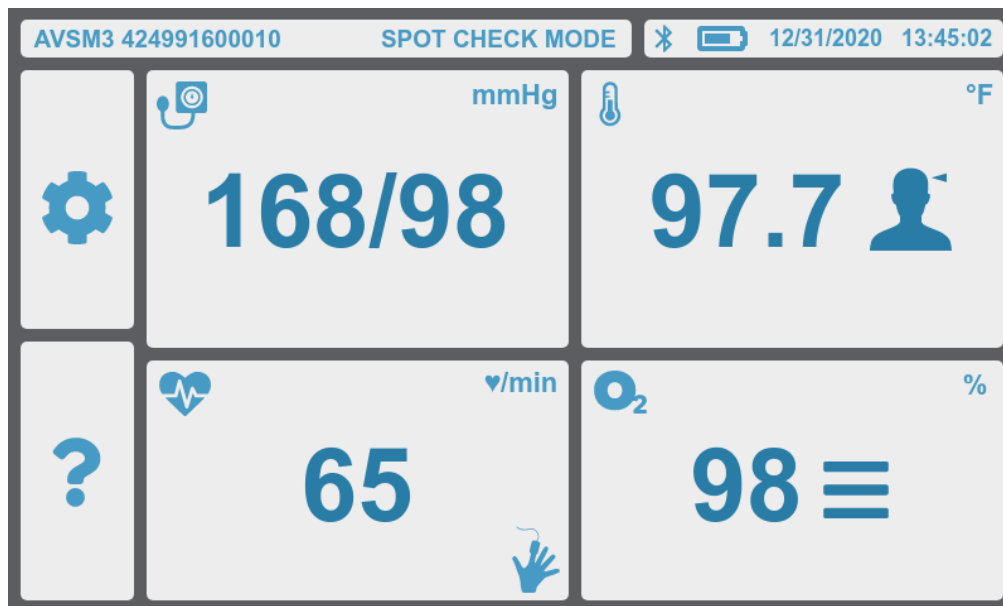 AVSM3 424991600010 SPOT CHECK MODE 12/31/2020 13:45:02
mmHg
168/98
°F
97.7
♥/min
65
O2
%
98
?